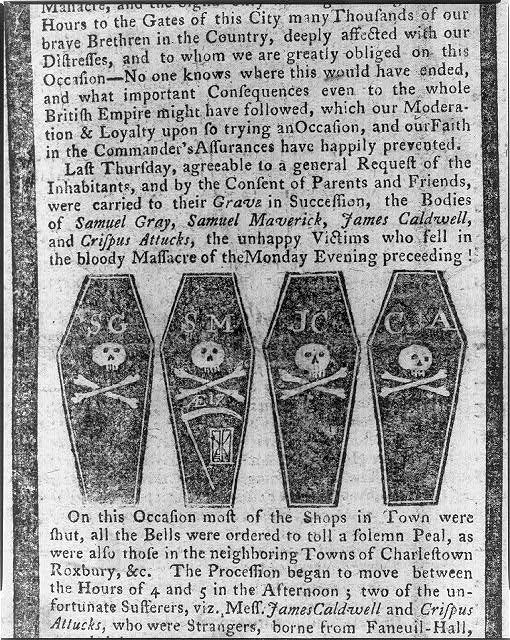 Massacre, and the
Hours to the Gates of this City many Thousands of our
brave Brethren in the Country, deeply affected with our
Distreſſes, and to whom we are greatly obliged on this
Occaſion—No one knows where this would have ended,
and what important Conſequences even to the whole
Britiſh Empire might have followed, which our Modera-
tion & Loyalty upon ſo trying an Occaſion, and our Faith
in the Commander's Aſſurances have happily prevented.
Laſt Thurſday, agreeable to a general Requeſt of the
Inhabitants, and by the Conſent of Parents and Friends,
were carried to their Grave in Succeſſion, the Bodies
of Samuel Gray, Samuel Maverick, James Caldwell,
and Criſpus Attucks, the unhappy Victims who fell in
the bloody Maſſacre of the Monday Evening preceeding !
SG SM JC CA
Æ 17
On this Occaſion moſt of the Shops in Town were
ſhut, all the Bells were ordered to toll a ſolemn Peal, as
were alſo thoſe in the neighboring Towns of Charleſtown
Roxbury, &c. The Proceſſion began to move between
the Hours of 4 and 5 in the Afternoon ; two of the un-
fortunate Sufferers, viz. Meſſ. James Caldwell and Criſpus
Attucks, who were Strangers, borne from Faneuil-Hall,